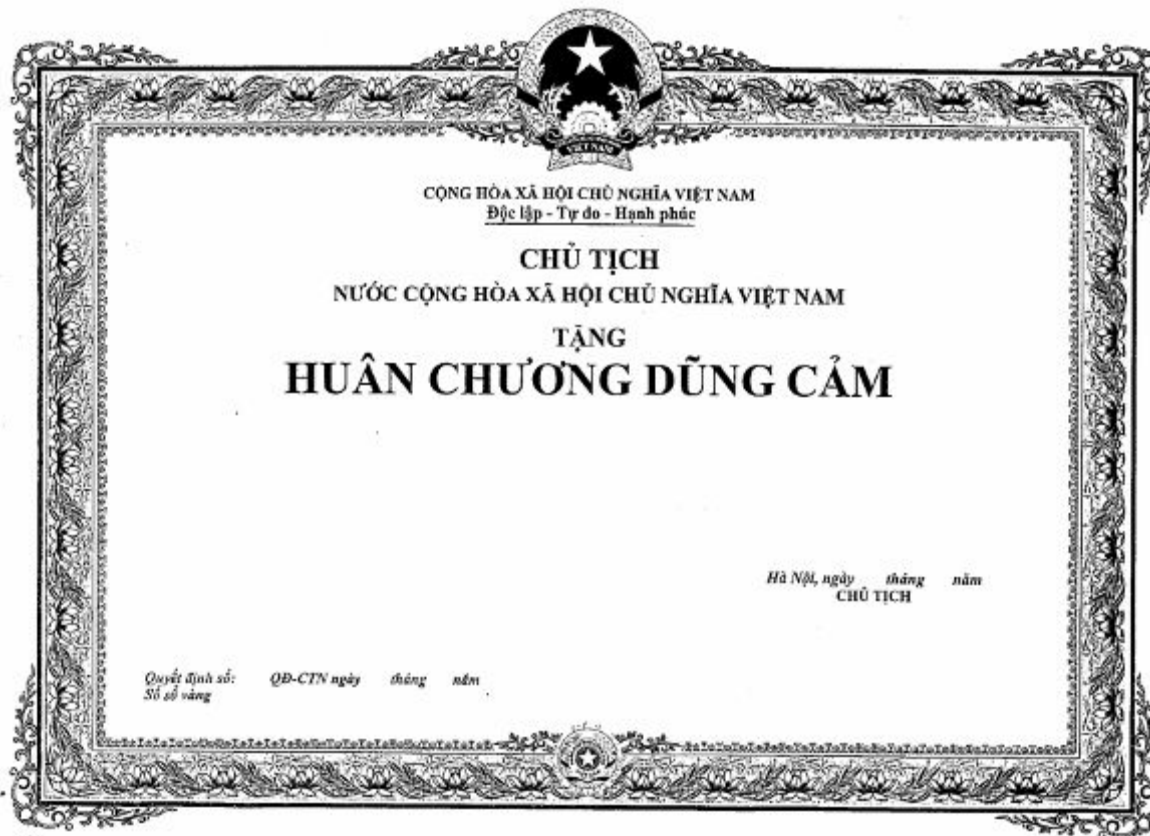 VIỆT NAM
CỘNG HÒA XÃ HỘI CHỦ NGHĨA VIỆT NAM
Độc lập - Tự do - Hạnh phúc
CHỦ TỊCH
NƯỚC CỘNG HÒA XÃ HỘI CHỦ NGHĨA VIỆT NAM
TẶNG
HUÂN CHƯƠNG DŨNG CẢM
Hà Nội, ngày tháng năm
CHỦ TỊCH
Quyết định số: QĐ-CTN ngày tháng năm
Số sổ vàng